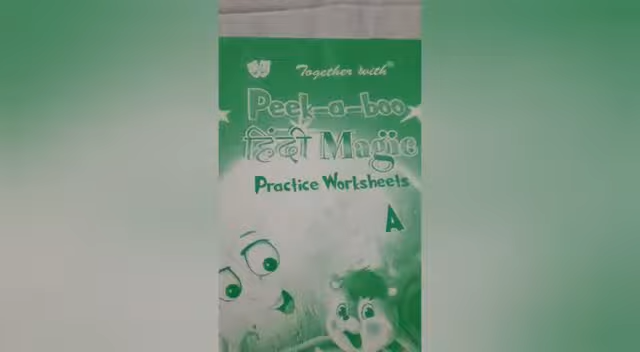 Together with®
Peek-a-boo
हिंदी Magic
Practice Worksheets
A